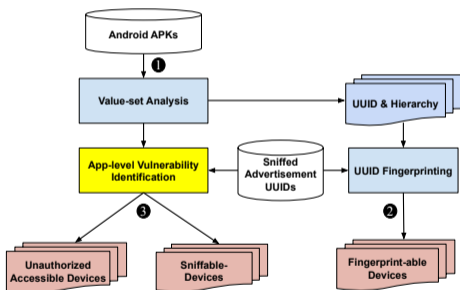 Android APKs
❶
Value-set Analysis
UUID & Hierarchy
App-level Vulnerability
Identification
Sniffed
Advertisement
UUIDs
UUID Fingerprinting
❸
❷
Unauthorized
Accessible Devices
Sniffable-
Devices
Fingerprint-able
Devices